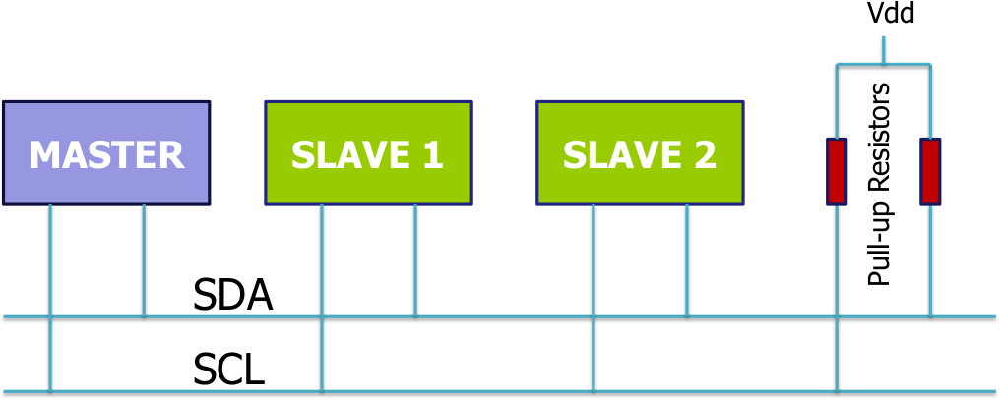 Vdd
MASTER
SLAVE 1
SLAVE 2
Pull-up Resistors
SDA
SCL